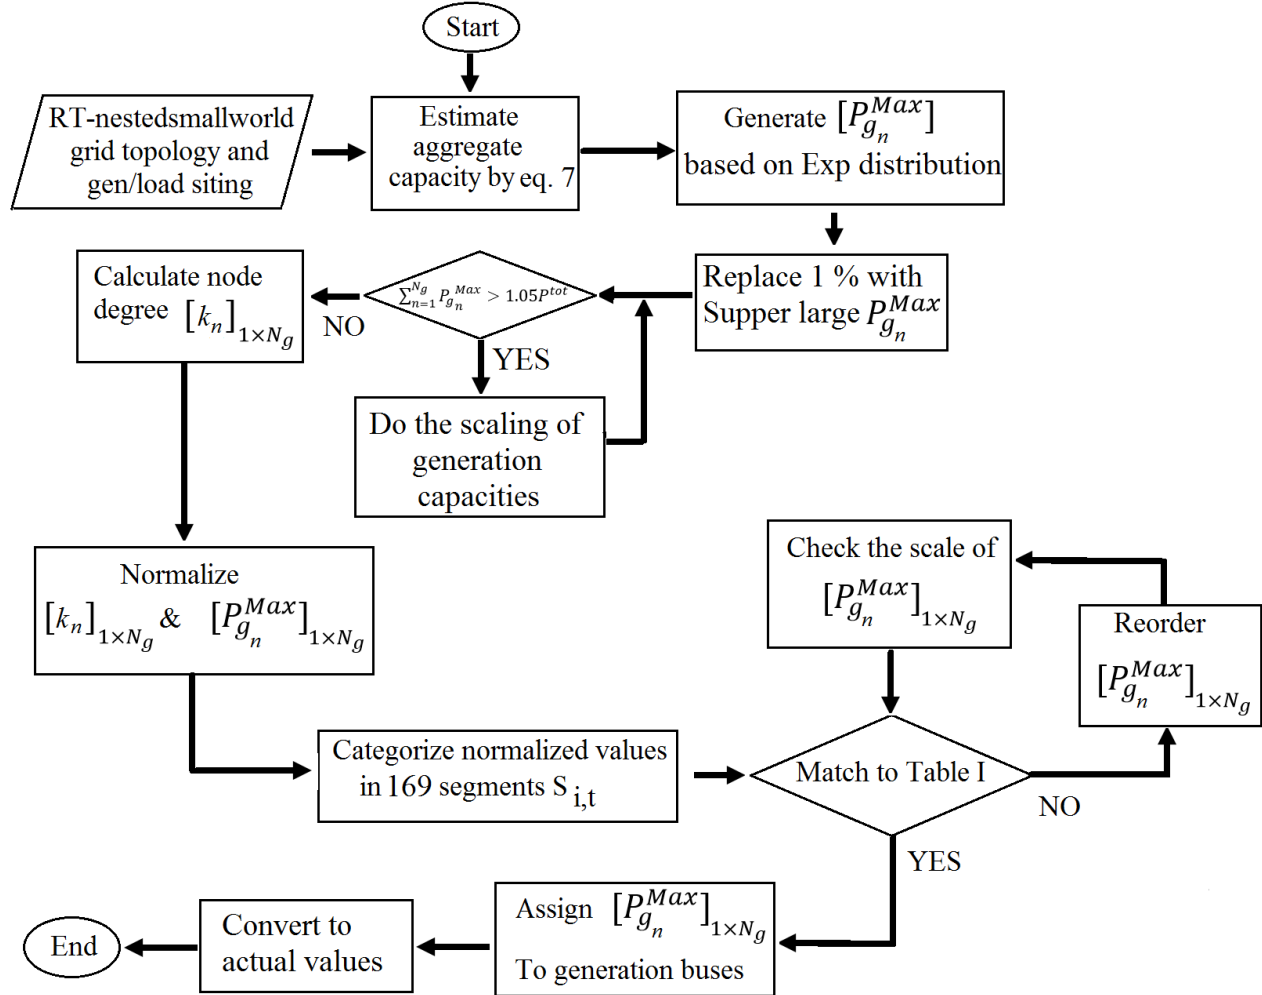 Start
RT-nestedsmallworld
grid topology and
gen/load siting
Estimate
aggregate
capacity by eq. 7
Generate [P_{g_n}^{Max}]
based on Exp distribution
Replace 1 % with
Supper large P_{g_n}^{Max}
∑_{n=1}^{N_g} P_{g_n}^{Max} > 1.05P^{tot}
NO
YES
Calculate node
degree [k_n]_{1×N_g}
Do the scaling of
generation
capacities
Normalize
[k_n]_{1×N_g} & [P_{g_n}^{Max}]_{1×N_g}
Categorize normalized values
in 169 segments S_{i,t}
Check the scale of
[P_{g_n}^{Max}]_{1×N_g}
Reorder
[P_{g_n}^{Max}]_{1×N_g}
Match to Table I
NO
YES
Assign [P_{g_n}^{Max}]_{1×N_g}
To generation buses
Convert to
actual values
End